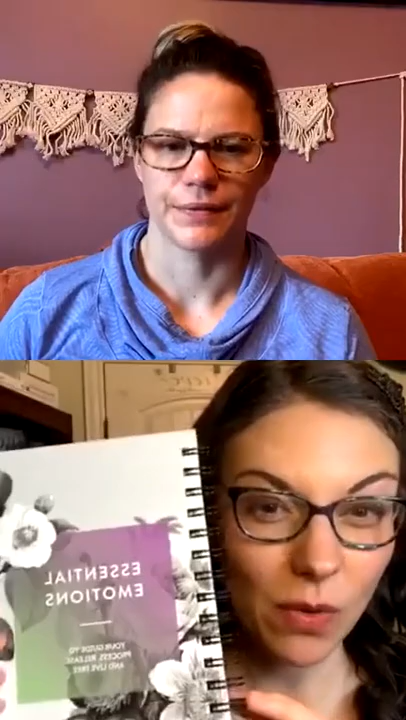 ESSENTIAL
EMOTIONS
YOUR GUIDE TO
PROCESS, RELEASE
AND LIVE FREE